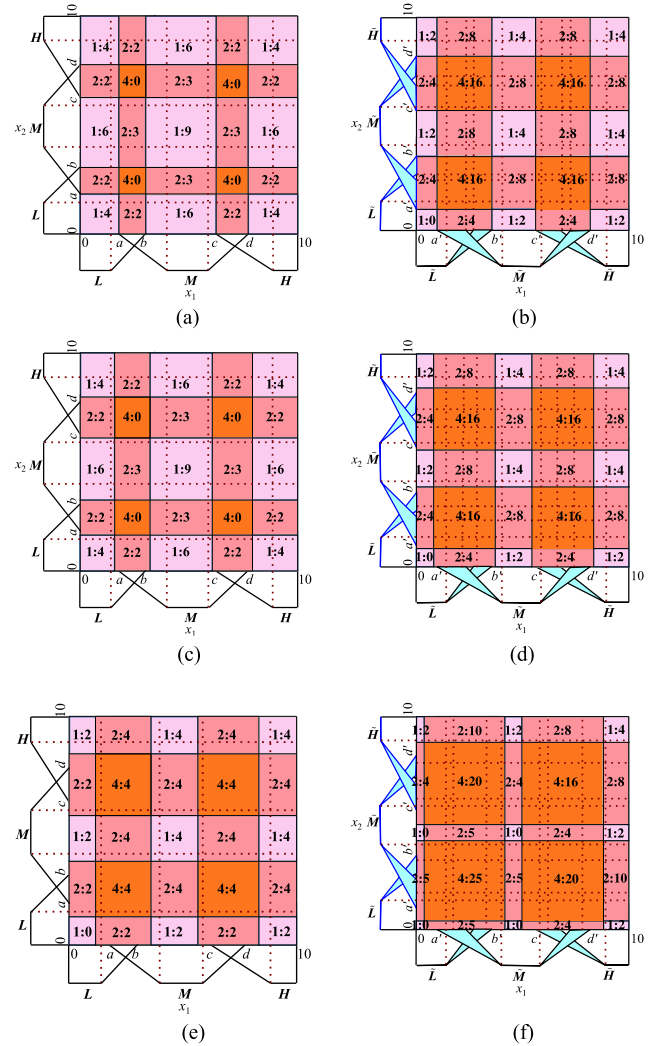 10
H 1:4 2:2 1:6 2:2 1:4
d
2:2 4:0 2:3 4:0 2:2
c
x2 M 1:6 2:3 1:9 2:3 1:6
b
2:2 4:0 2:3 4:0 2:2
a
L 1:4 2:2 1:6 2:2 1:4
0
0 a b c d 10
L M H
x1
(a)
10
H̃ 1:2 2:8 1:4 2:8 1:4
d'
2:4 4:16 2:8 4:16 2:8
c'
x2 M̃ 1:2 2:8 1:4 2:8 1:4
b'
2:4 4:16 2:8 4:16 2:8
a'
L̃ 1:0 2:4 1:2 2:4 1:2
0
0 a' b' c' d' 10
L̃ M̃ H̃
x1
(b)
10
H 1:4 2:2 1:6 2:2 1:4
d
2:2 4:0 2:3 4:0 2:2
c
x2 M 1:6 2:3 1:9 2:3 1:6
b
2:2 4:0 2:3 4:0 2:2
a
L 1:4 2:2 1:6 2:2 1:4
0
0 a b c d 10
L M H
x1
(c)
10
H̃ 1:2 2:8 1:4 2:8 1:4
d'
2:4 4:16 2:8 4:16 2:8
c'
x2 M̃ 1:2 2:8 1:4 2:8 1:4
b'
2:4 4:16 2:8 4:16 2:8
a'
L̃ 1:0 2:4 1:2 2:4 1:2
0
0 a' b' c' d' 10
L̃ M̃ H̃
x1
(d)
10
H 1:2 2:4 1:4 2:4 1:4
d
2:2 4:4 2:4 4:4 2:4
c
M 1:2 2:4 1:4 2:4 1:4
b
2:2 4:4 2:4 4:4 2:4
a
L 1:0 2:2 1:2 2:2 1:2
0
0 a b c d 10
L M H
x1
(e)
10
H̃ 1:2 2:10 1:2 2:8 1:4
d'
2:4 4:20 2:4 4:16 2:8
c'
x2 M̃ 1:0 2:5 1:0 2:4 1:2
b'
2:5 4:25 2:5 4:20 2:10
a'
L̃ 1:0 2:5 1:0 2:4 1:2
0
0 a' b' c d' 10
L̃ M̃ H̃
x1
(f)